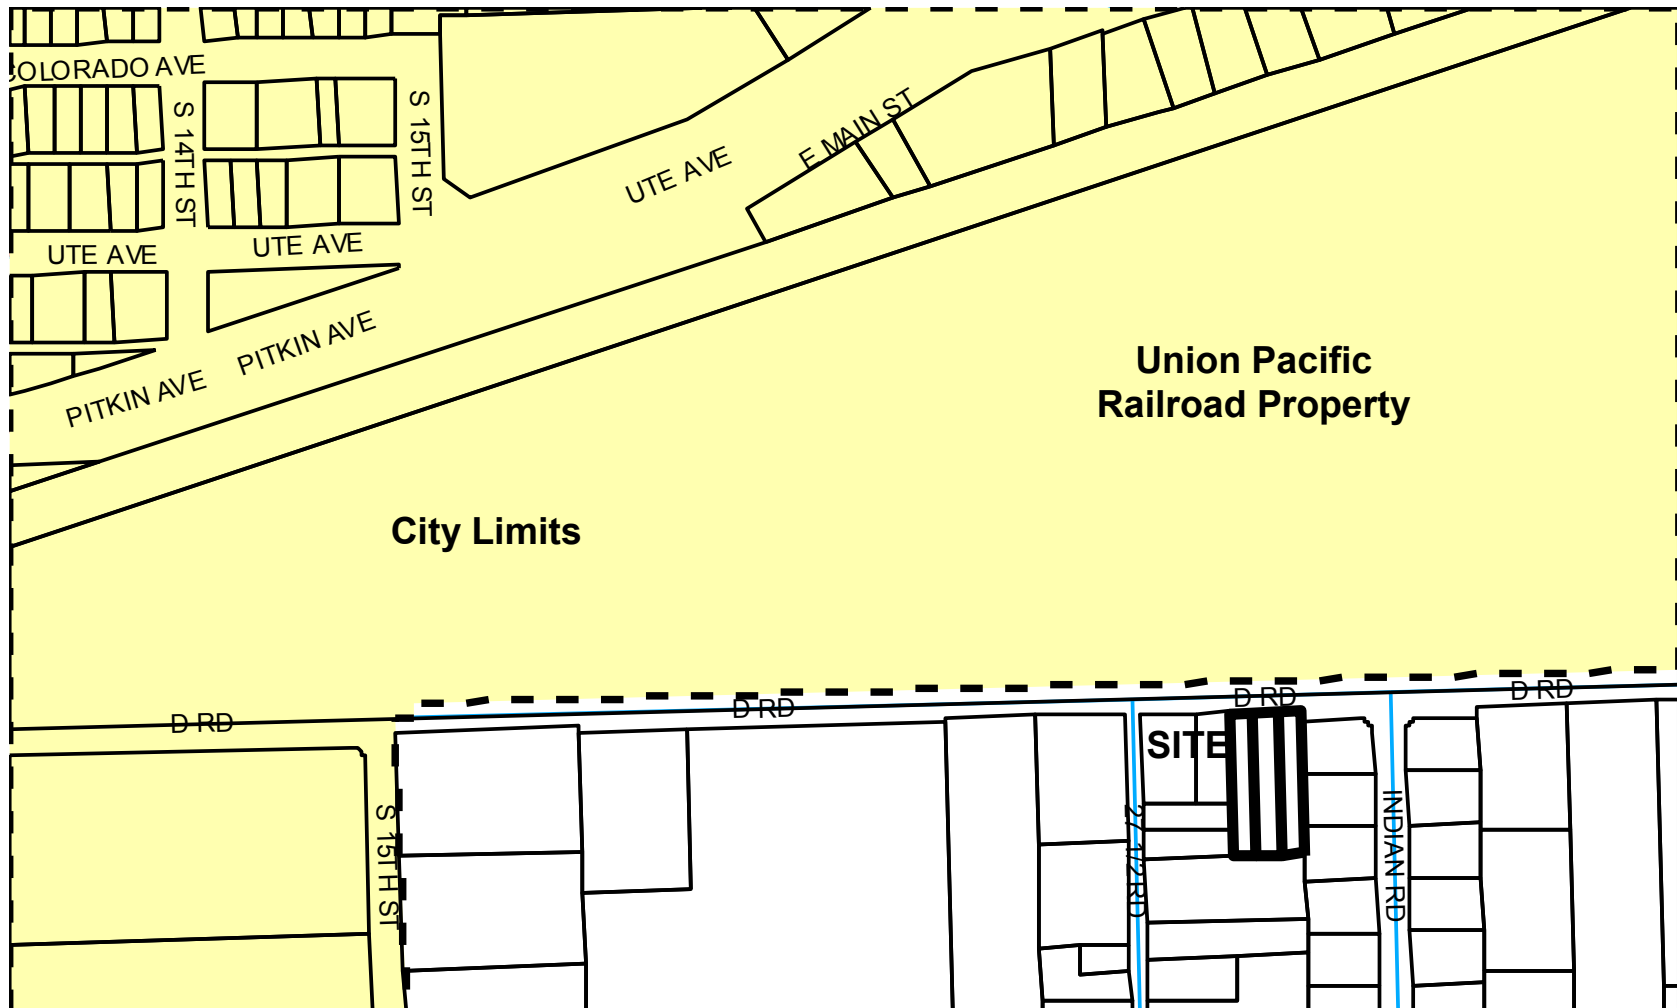 COLORADO AVE
S 14TH ST
S 15TH ST
UTE AVE
E MAIN ST
UTE AVE
UTE AVE
PITKIN AVE
PITKIN AVE
Union Pacific
Railroad Property
City Limits
D RD
D RD
D RD
D RD
SITE
S 15TH ST
27 1/2 RD
INDIAN RD